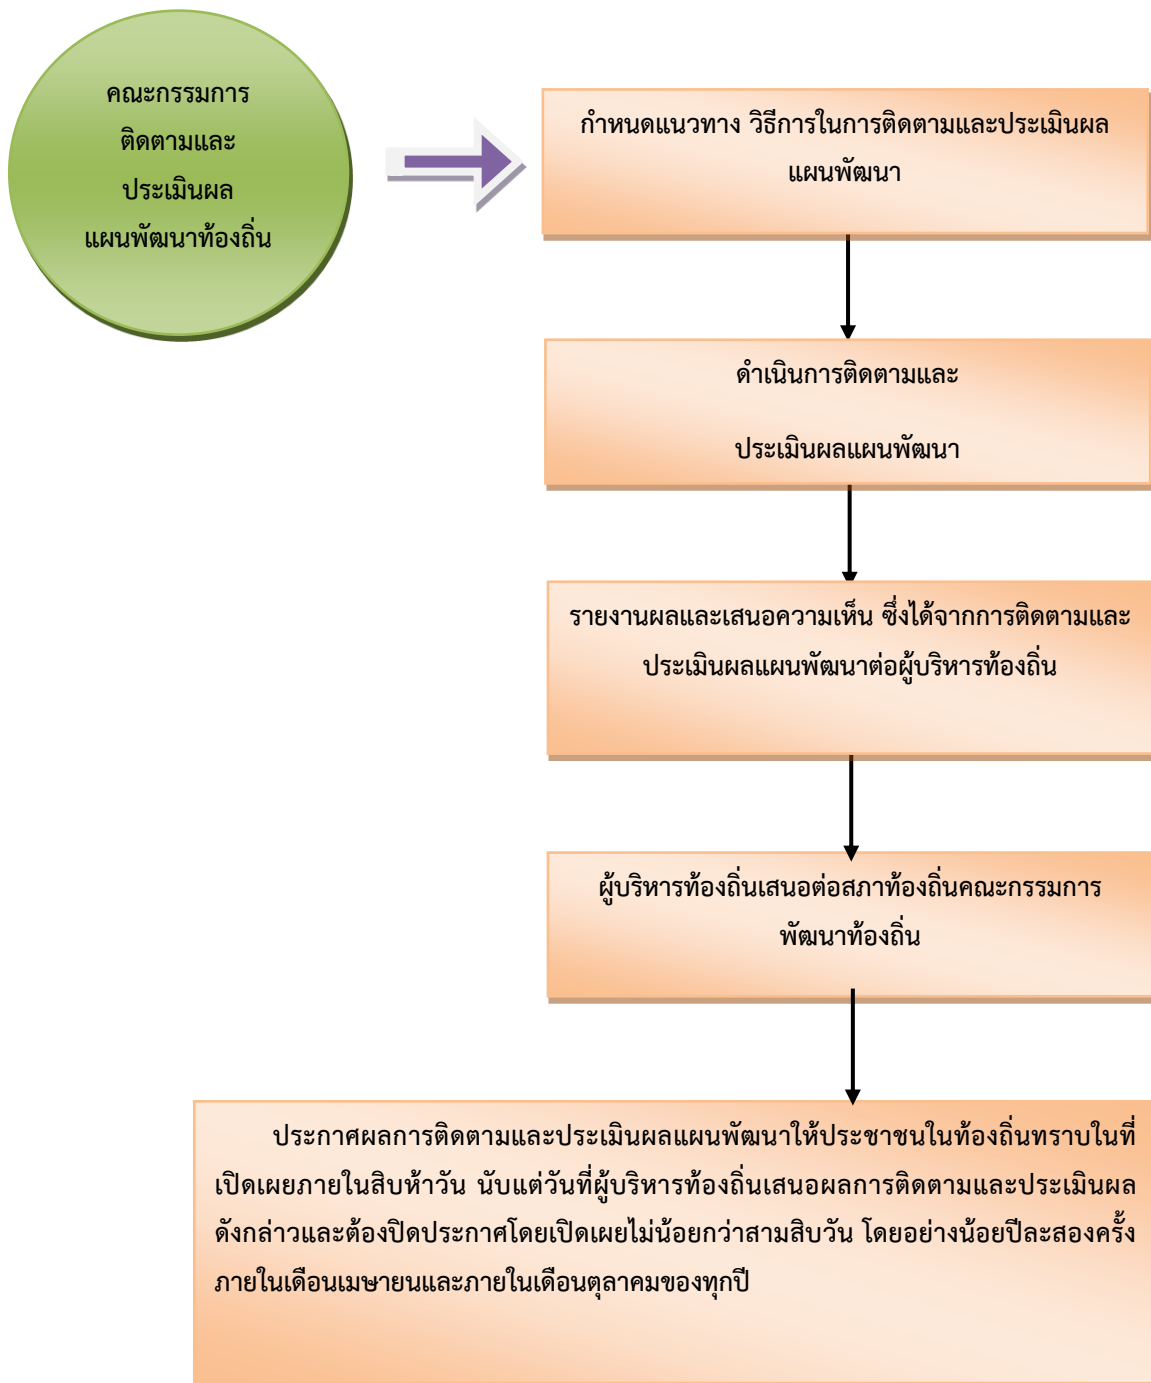 คณะกรรมการ
ติดตามและ
ประเมินผล
แผนพัฒนาท้องถิ่น
กำหนดแนวทาง วิธีการในการติดตามและประเมินผล
แผนพัฒนา
ดำเนินการติดตามและ
ประเมินผลแผนพัฒนา
รายงานผลและเสนอความเห็น ซึ่งได้จากการติดตามและ
ประเมินผลแผนพัฒนาต่อผู้บริหารท้องถิ่น
ผู้บริหารท้องถิ่นเสนอต่อสภาท้องถิ่นคณะกรรมการ
พัฒนาท้องถิ่น
ประกาศผลการติดตามและประเมินผลแผนพัฒนาให้ประชาชนในท้องถิ่นทราบในที่
เปิดเผยภายในสิบห้าวัน นับแต่วันที่ผู้บริหารท้องถิ่นเสนอผลการติดตามและประเมินผล
ดังกล่าวและต้องปิดประกาศโดยเปิดเผยไม่น้อยกว่าสามสิบวัน โดยอย่างน้อยปีละสองครั้ง
ภายในเดือนเมษายนและภายในเดือนตุลาคมของทุกปี